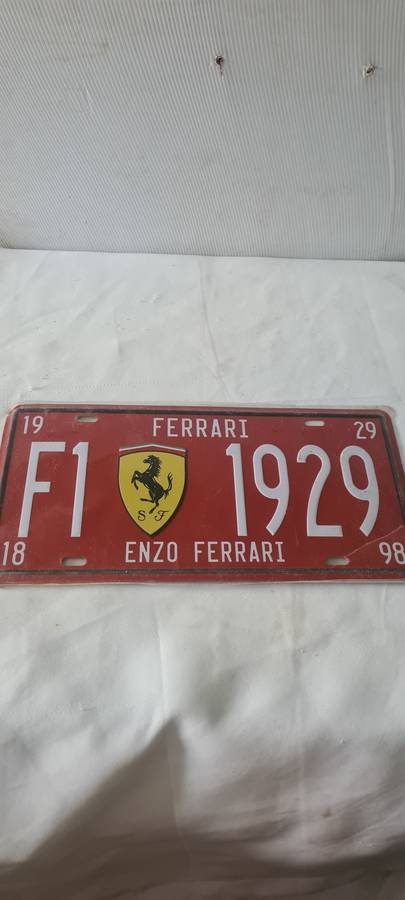 19 FERRARI 29
F1 S F 1929
18 ENZO FERRARI 98